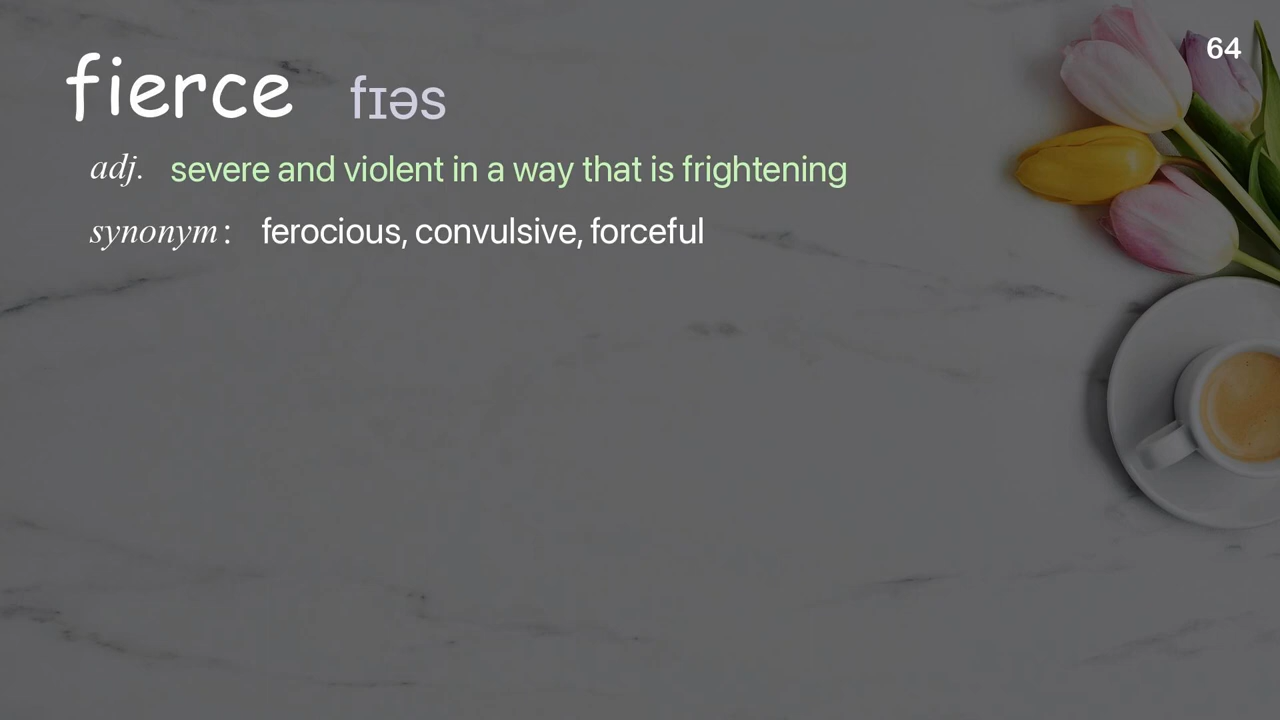 64
fierce fɪəs
adj. severe and violent in a way that is frightening
synonym: ferocious, convulsive, forceful